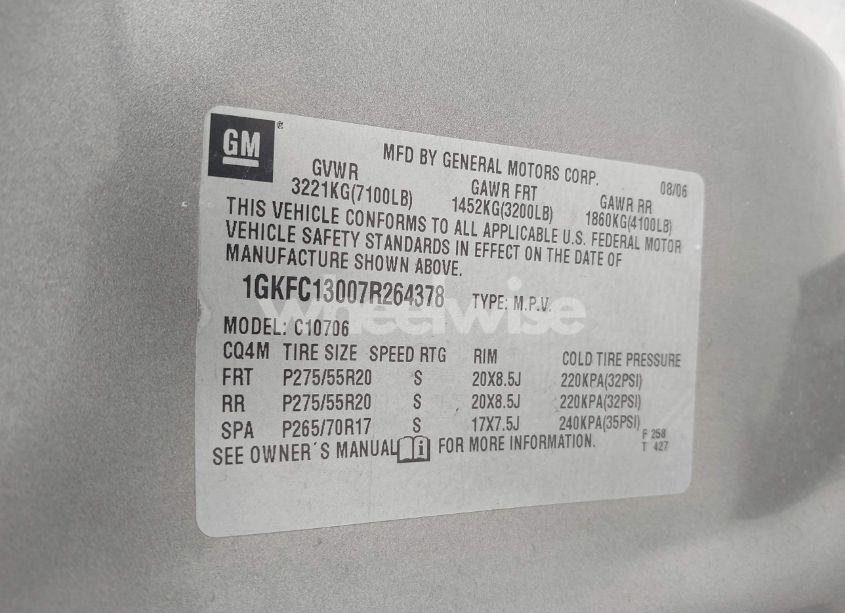 GM®
MFD BY GENERAL MOTORS CORP. 08/06
GVWR GAWR FRT GAWR RR
3221KG(7100LB) 1452KG(3200LB) 1860KG(4100LB)
THIS VEHICLE CONFORMS TO ALL APPLICABLE U.S. FEDERAL MOTOR
VEHICLE SAFETY STANDARDS IN EFFECT ON THE DATE OF
MANUFACTURE SHOWN ABOVE.
1GKFC13007R264378 TYPE: M.P.V.
wheelwise
MODEL: C10706
CQ4M TIRE SIZE SPEED RTG RIM COLD TIRE PRESSURE
FRT P275/55R20 S 20X8.5J 220KPA(32PSI)
RR P275/55R20 S 20X8.5J 220KPA(32PSI)
SPA P265/70R17 S 17X7.5J 240KPA(35PSI)
SEE OWNER´S MANUAL i FOR MORE INFORMATION.
F 258
T 427